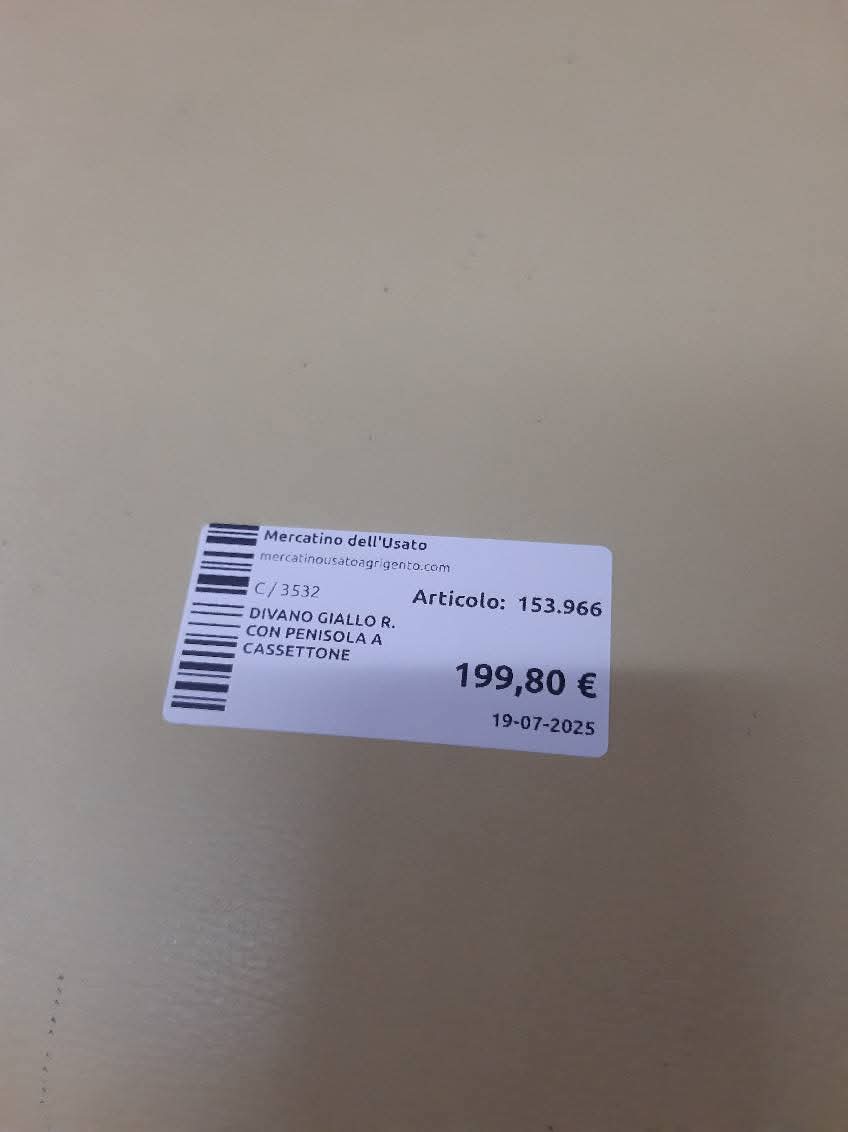 Mercatino dell'Usato
mercatinousatoagrigento.com
C / 3532
Articolo: 153.966
DIVANO GIALLO R.
CON PENISOLA A
CASSETTONE
199,80 €
19-07-2025